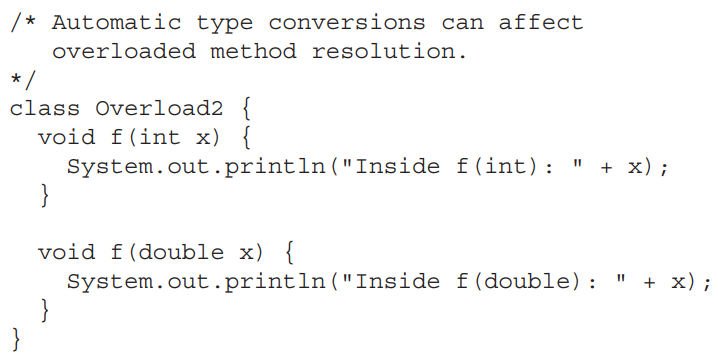 /* Automatic type conversions can affect
   overloaded method resolution.
*/
class Overload2 {
  void f(int x) {
    System.out.println("Inside f(int): " + x);
  }

  void f(double x) {
    System.out.println("Inside f(double): " + x);
  }
}